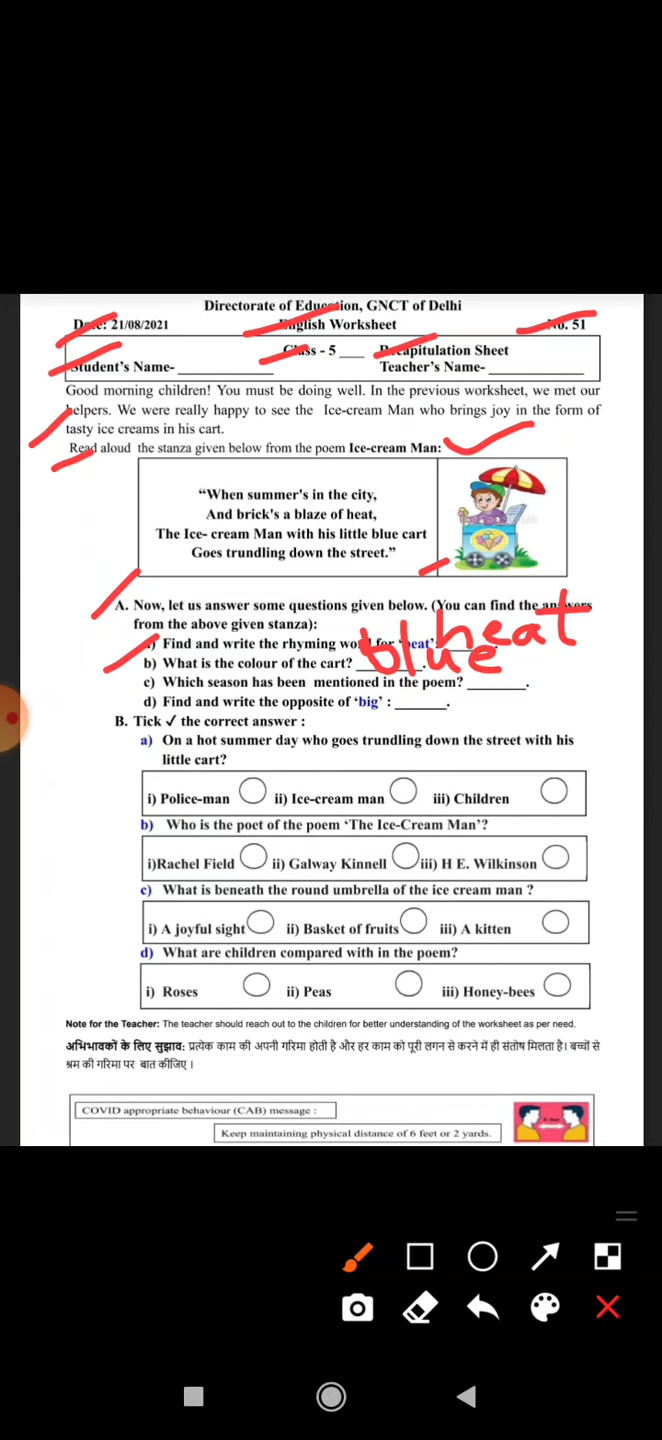 Directorate of Education, GNCT of Delhi
Date: 21/08/2021 English Worksheet No. 51
Class - 5 ___ Recapitulation Sheet
Student's Name- ______________ Teacher's Name- ______________
Good morning children! You must be doing well. In the previous worksheet, we met our
helpers. We were really happy to see the Ice-cream Man who brings joy in the form of
tasty ice creams in his cart.
Read aloud the stanza given below from the poem Ice-cream Man:
"When summer's in the city,
And brick's a blaze of heat,
The Ice- cream Man with his little blue cart
Goes trundling down the street."
A. Now, let us answer some questions given below. (You can find the answers
from the above given stanza):
a) Find and write the rhyming word for 'beat': heat
b) What is the colour of the cart? blue.
c) Which season has been mentioned in the poem? _______.
d) Find and write the opposite of 'big' : ______.
B. Tick ✓ the correct answer :
a) On a hot summer day who goes trundling down the street with his
little cart?
i) Police-man ii) Ice-cream man iii) Children
b) Who is the poet of the poem 'The Ice-Cream Man'?
i)Rachel Field ii) Galway Kinnell iii) H E. Wilkinson
c) What is beneath the round umbrella of the ice cream man ?
i) A joyful sight ii) Basket of fruits iii) A kitten
d) What are children compared with in the poem?
i) Roses ii) Peas iii) Honey-bees
Note for the Teacher: The teacher should reach out to the children for better understanding of the worksheet as per need.
अभिभावकों के लिए सुझाव: प्रत्येक काम की अपनी गरिमा होती है और हर काम को पूरी लगन से करने में ही संतोष मिलता है। बच्चों से
श्रम की गरिमा पर बात कीजिए ।
COVID appropriate behaviour (CAB) message :
Keep maintaining physical distance of 6 feet or 2 yards.